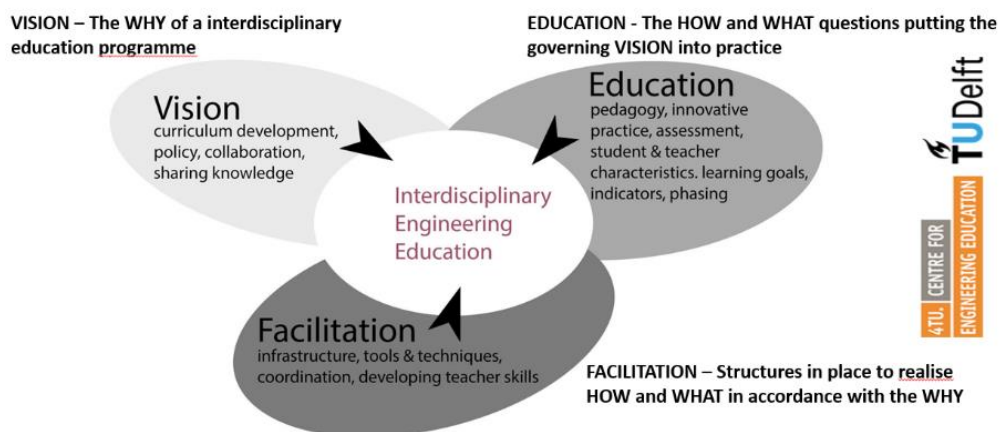 VISION – The WHY of a interdisciplinary
education programme
EDUCATION - The HOW and WHAT questions putting the
governing VISION into practice
Vision
curriculum development,
policy, collaboration,
sharing knowledge
Education
pedagogy, innovative
practice, assessment,
student & teacher
characteristics. learning goals,
indicators, phasing
Interdisciplinary
Engineering
Education
Facilitation
infrastructure, tools & techniques,
coordination, developing teacher skills
FACILITATION – Structures in place to realise
HOW and WHAT in accordance with the WHY
TUDelft
4TU. CENTRE FOR
ENGINEERING EDUCATION